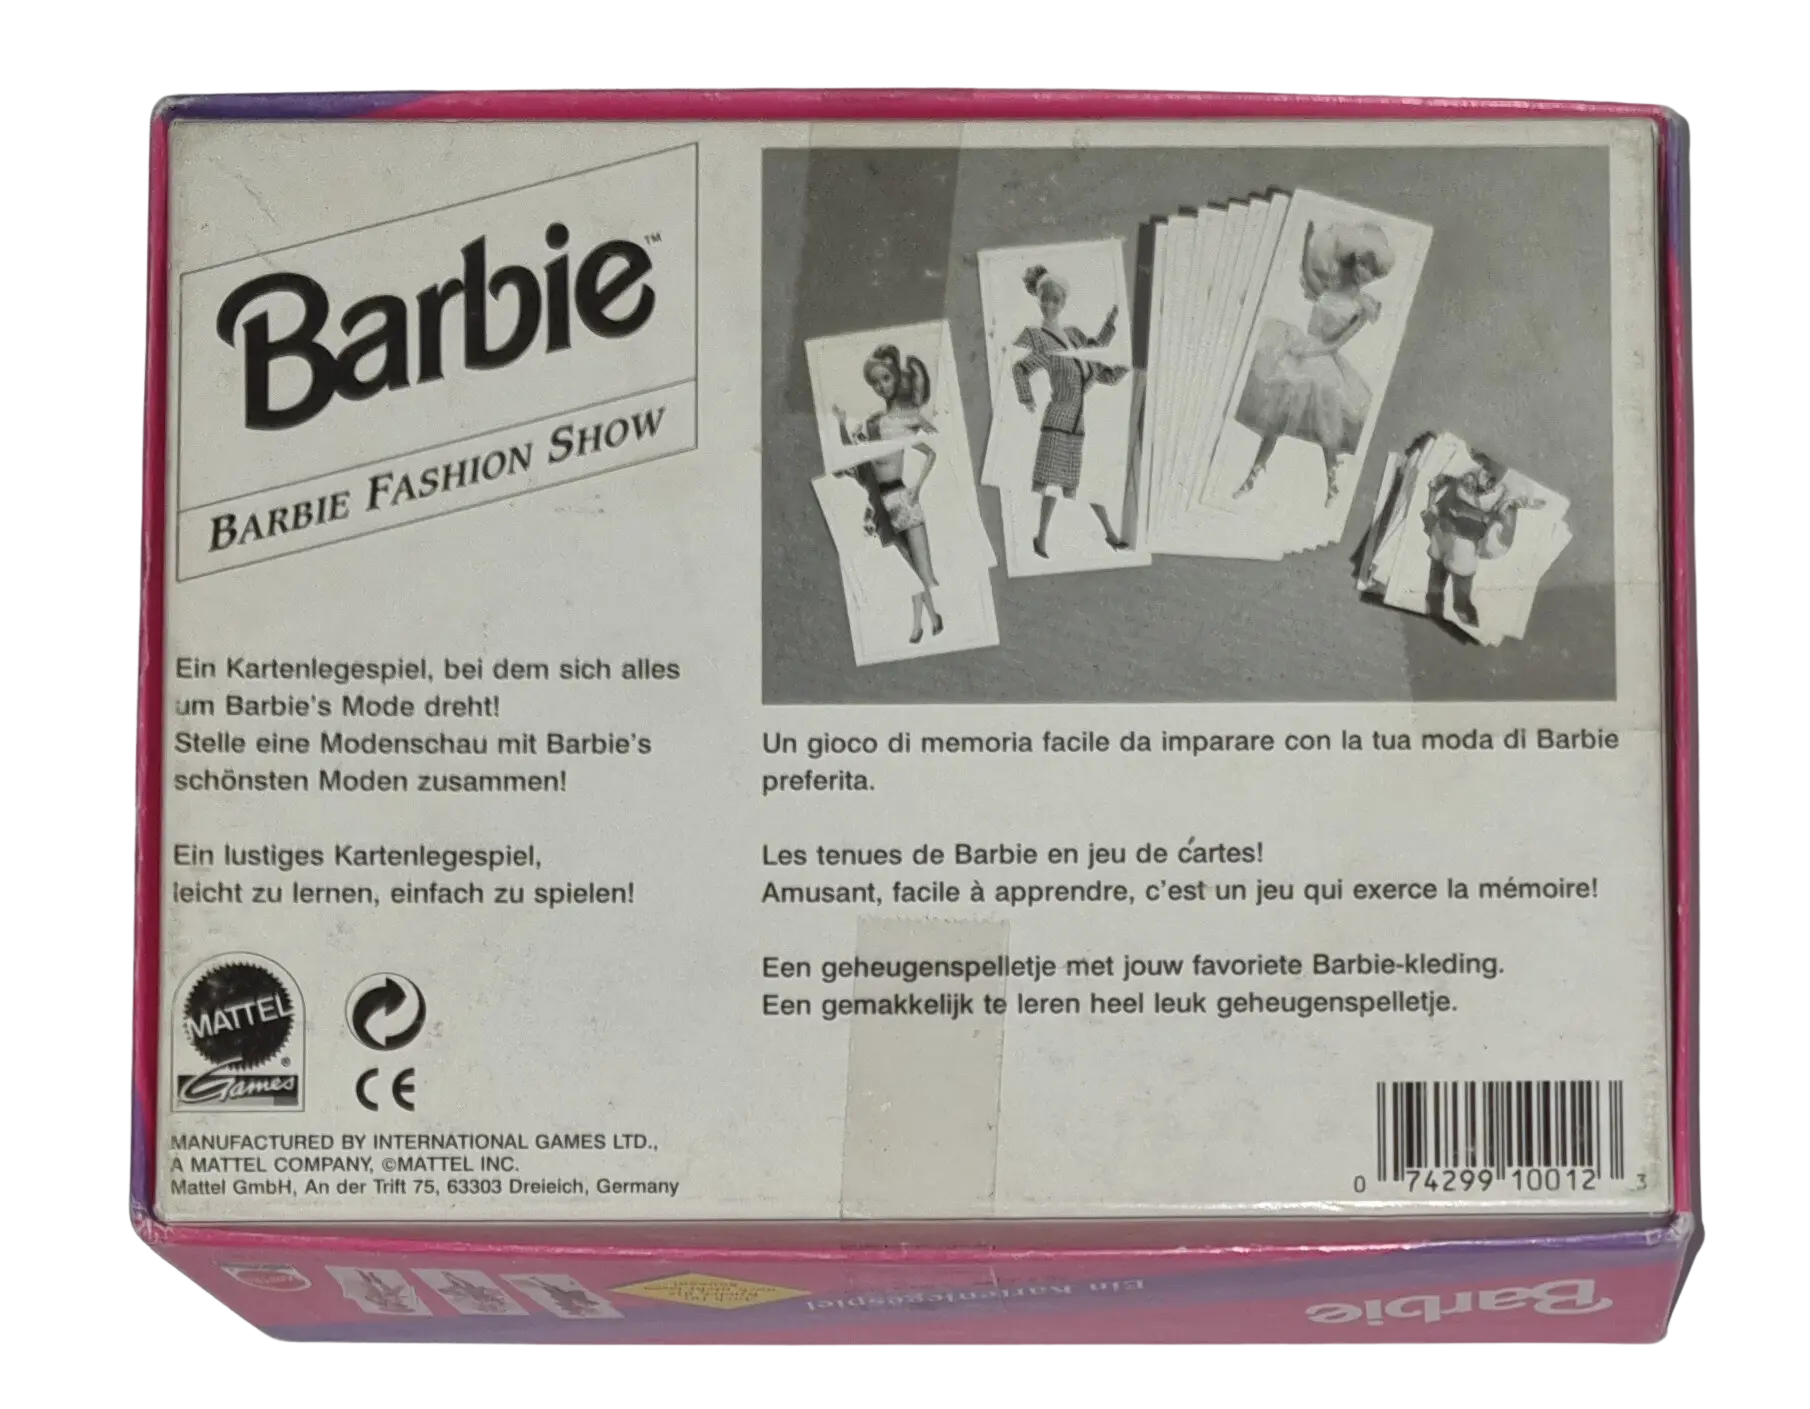 Barbie™
BARBIE FASHION SHOW
Ein Kartenlegespiel, bei dem sich alles
um Barbie's Mode dreht!
Stelle eine Modenschau mit Barbie's
schönsten Moden zusammen!
Ein lustiges Kartenlegespiel,
leicht zu lernen, einfach zu spielen!
Un gioco di memoria facile da imparare con la tua moda di Barbie
preferita.
Les tenues de Barbie en jeu de cartes!
Amusant, facile à apprendre, c'est un jeu qui exerce la mémoire!
Een geheugenspelletje met jouw favoriete Barbie-kleding.
Een gemakkelijk te leren heel leuk geheugenspelletje.
MATTEL
Games®
CE
MANUFACTURED BY INTERNATIONAL GAMES LTD.,
A MATTEL COMPANY, ©MATTEL INC.
Mattel GmbH, An der Trift 75, 63303 Dreieich, Germany
0 74299 10012 3
Barbie
Ein Kartenlegespiel